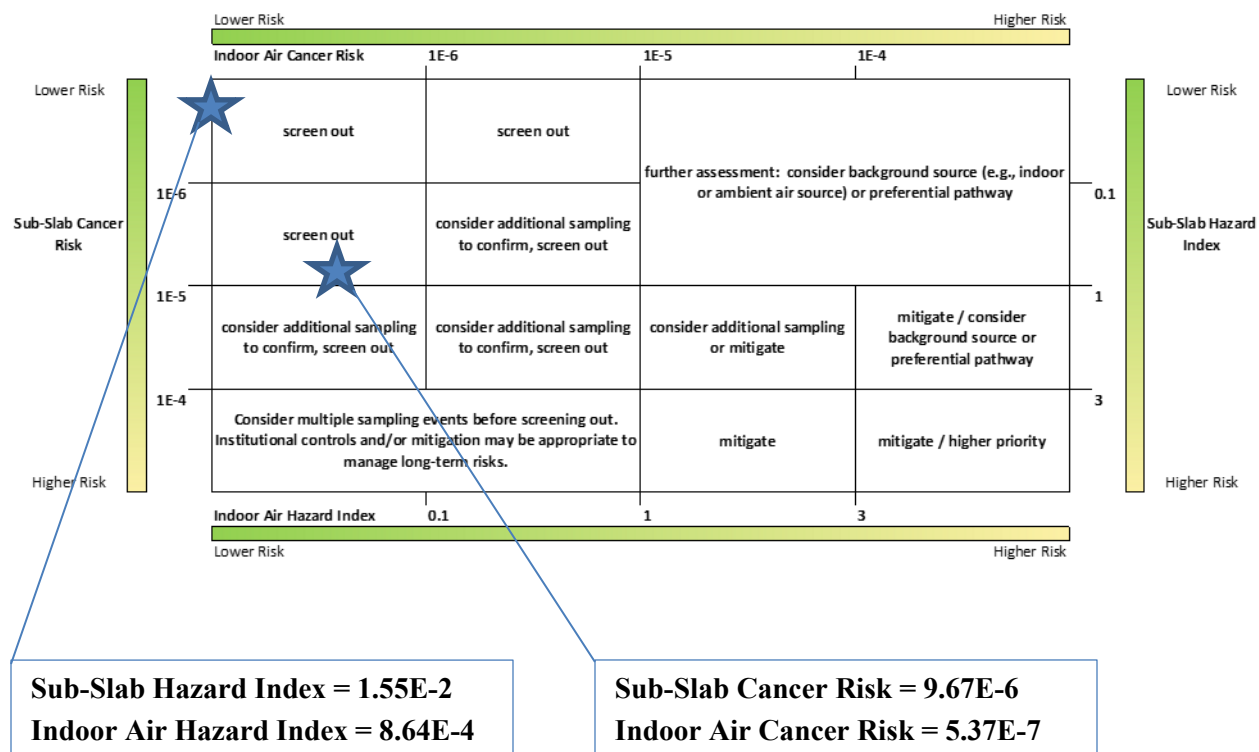 Lower Risk
Higher Risk
Indoor Air Cancer Risk
1E-6
1E-5
1E-4
Lower Risk
Lower Risk
screen out
screen out
further assessment: consider background source (e.g., indoor
or ambient air source) or preferential pathway
1E-6
0.1
Sub-Slab Cancer
Risk
screen out
consider additional sampling
to confirm, screen out
Sub-Slab Hazard
Index
1E-5
1
consider additional sampling
to confirm, screen out
consider additional sampling
to confirm, screen out
consider additional sampling
or mitigate
mitigate / consider
background source or
preferential pathway
1E-4
3
Consider multiple sampling events before screening out.
Institutional controls and/or mitigation may be appropriate to
manage long-term risks.
mitigate
mitigate / higher priority
Higher Risk
Higher Risk
Indoor Air Hazard Index
0.1
1
3
Lower Risk
Higher Risk
Sub-Slab Hazard Index = 1.55E-2
Indoor Air Hazard Index = 8.64E-4
Sub-Slab Cancer Risk = 9.67E-6
Indoor Air Cancer Risk = 5.37E-7